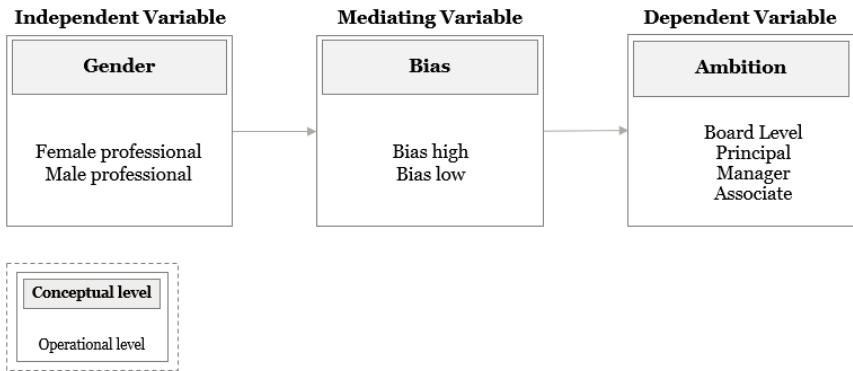 Independent Variable
Mediating Variable
Dependent Variable
Gender
Bias
Ambition
Female professional
Male professional
Bias high
Bias low
Board Level
Principal
Manager
Associate
Conceptual level
Operational level